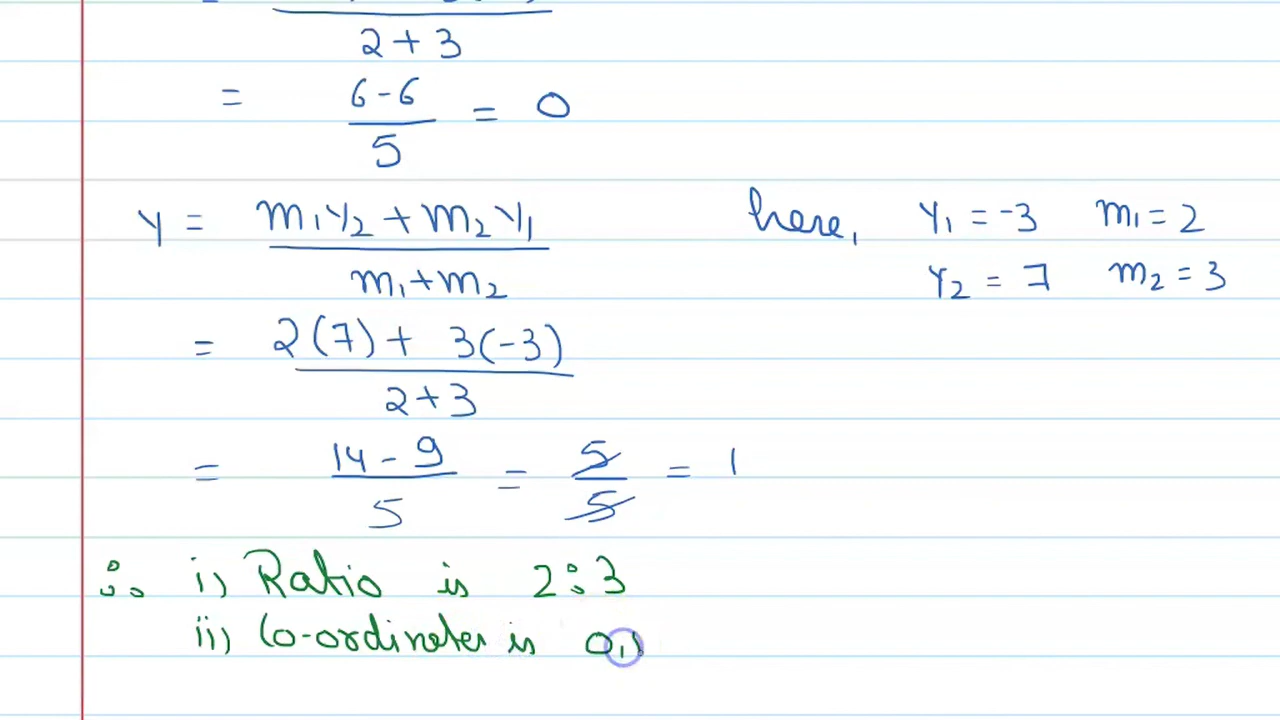 2 + 3
= 6 - 6 / 5 = 0
Y = m₁Y₂ + m₂Y₁ / m₁+m₂ here, Y₁ = -3 m₁ = 2
Y₂ = 7 m₂ = 3
= 2(7) + 3(-3) / 2+3
= 14 - 9 / 5 = 5 / 5 = 1
∴ i) Ratio is 2:3
ii) Co-ordinates is 0,1